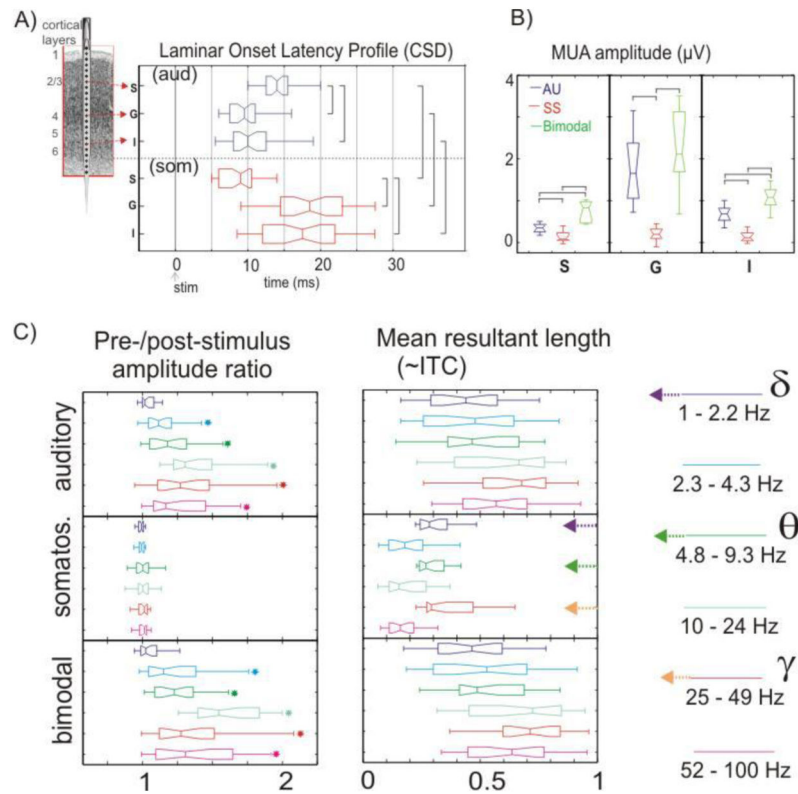 A)
cortical
layers
1
2/3
4
5
6
Laminar Onset Latency Profile (CSD)
(aud)
S
G
I
(som)
S
G
I
0 10 20 30
time (ms)
stim
B)
MUA amplitude (µV)
4
2
0
AU
SS
Bimodal
S G I
C)
Pre-/post-stimulus
amplitude ratio
Mean resultant length
(~ITC)
auditory
somatos.
bimodal
1 2
0 0.5 1
δ
1 - 2.2 Hz
2.3 - 4.3 Hz
θ
4.8 - 9.3 Hz
10 - 24 Hz
γ
25 - 49 Hz
52 - 100 Hz